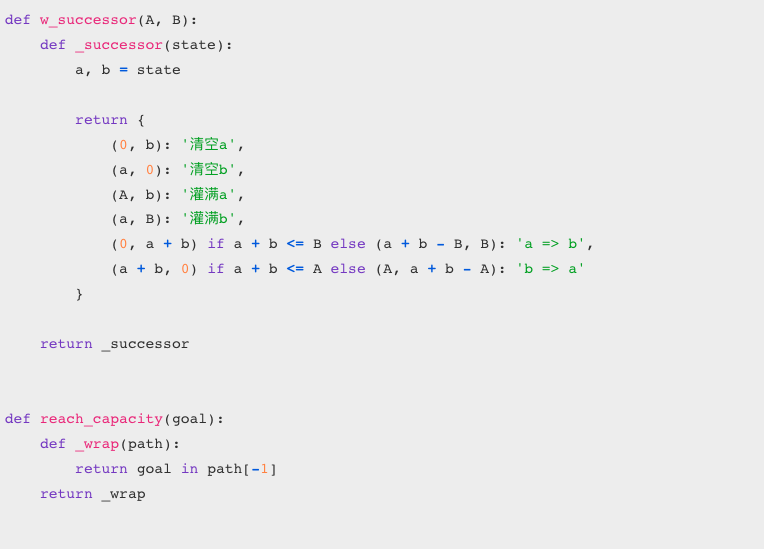 def w_successor(A, B):
    def _successor(state):
        a, b = state
        return {
            (0, b): '清空a',
            (a, 0): '清空b',
            (A, b): '灌满a',
            (a, B): '灌满b',
            (0, a + b) if a + b <= B else (a + b - B, B): 'a => b',
            (a + b, 0) if a + b <= A else (A, a + b - A): 'b => a'
        }
    return _successor
def reach_capacity(goal):
    def _wrap(path):
        return goal in path[-1]
    return _wrap